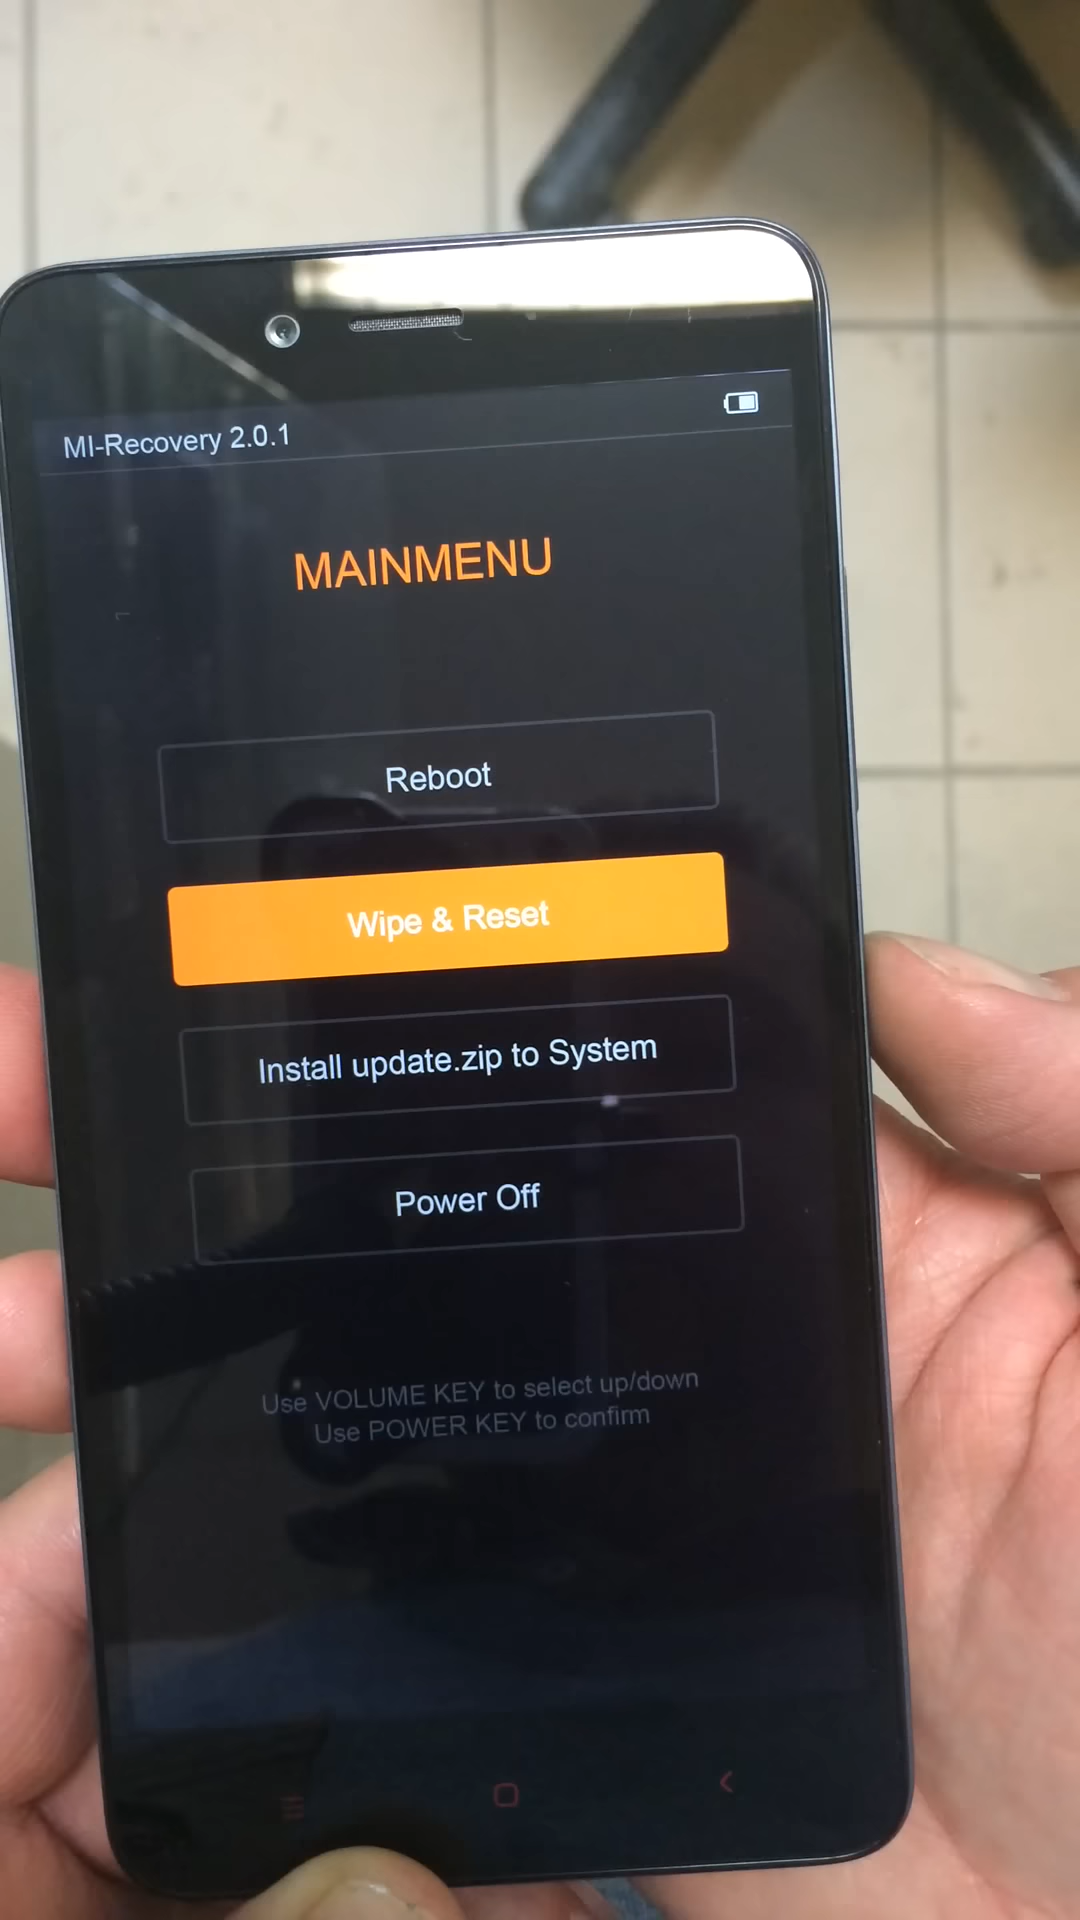 MI-Recovery 2.0.1
MAINMENU
Reboot
Wipe & Reset
Install update.zip to System
Power Off
Use VOLUME KEY to select up/down
Use POWER KEY to confirm